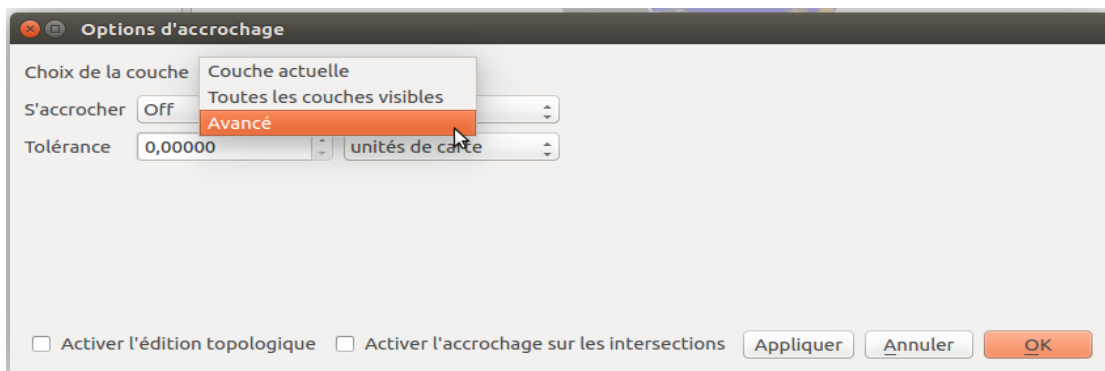 Options d'accrochage
Choix de la couche
Couche actuelle
Toutes les couches visibles
Avancé
S'accrocher Off
Tolérance 0,00000 unités de carte
Activer l'édition topologique Activer l'accrochage sur les intersections Appliquer Annuler OK